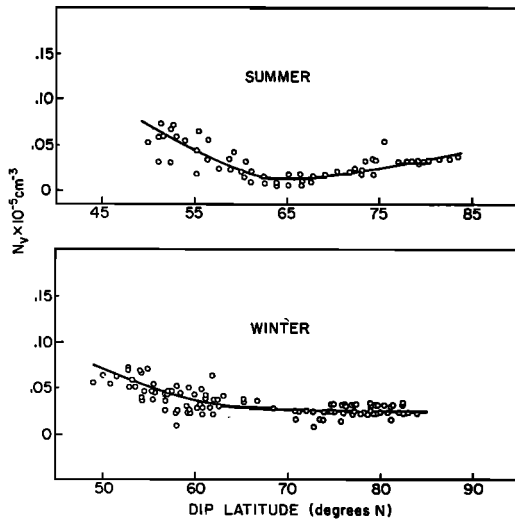 .15
SUMMER
.10
.05
0
45 55 65 75 85
N_v × 10⁻⁵ cm⁻³
.15
WINTER
.10
.05
0
50 60 70 80 90
DIP LATITUDE (degrees N)